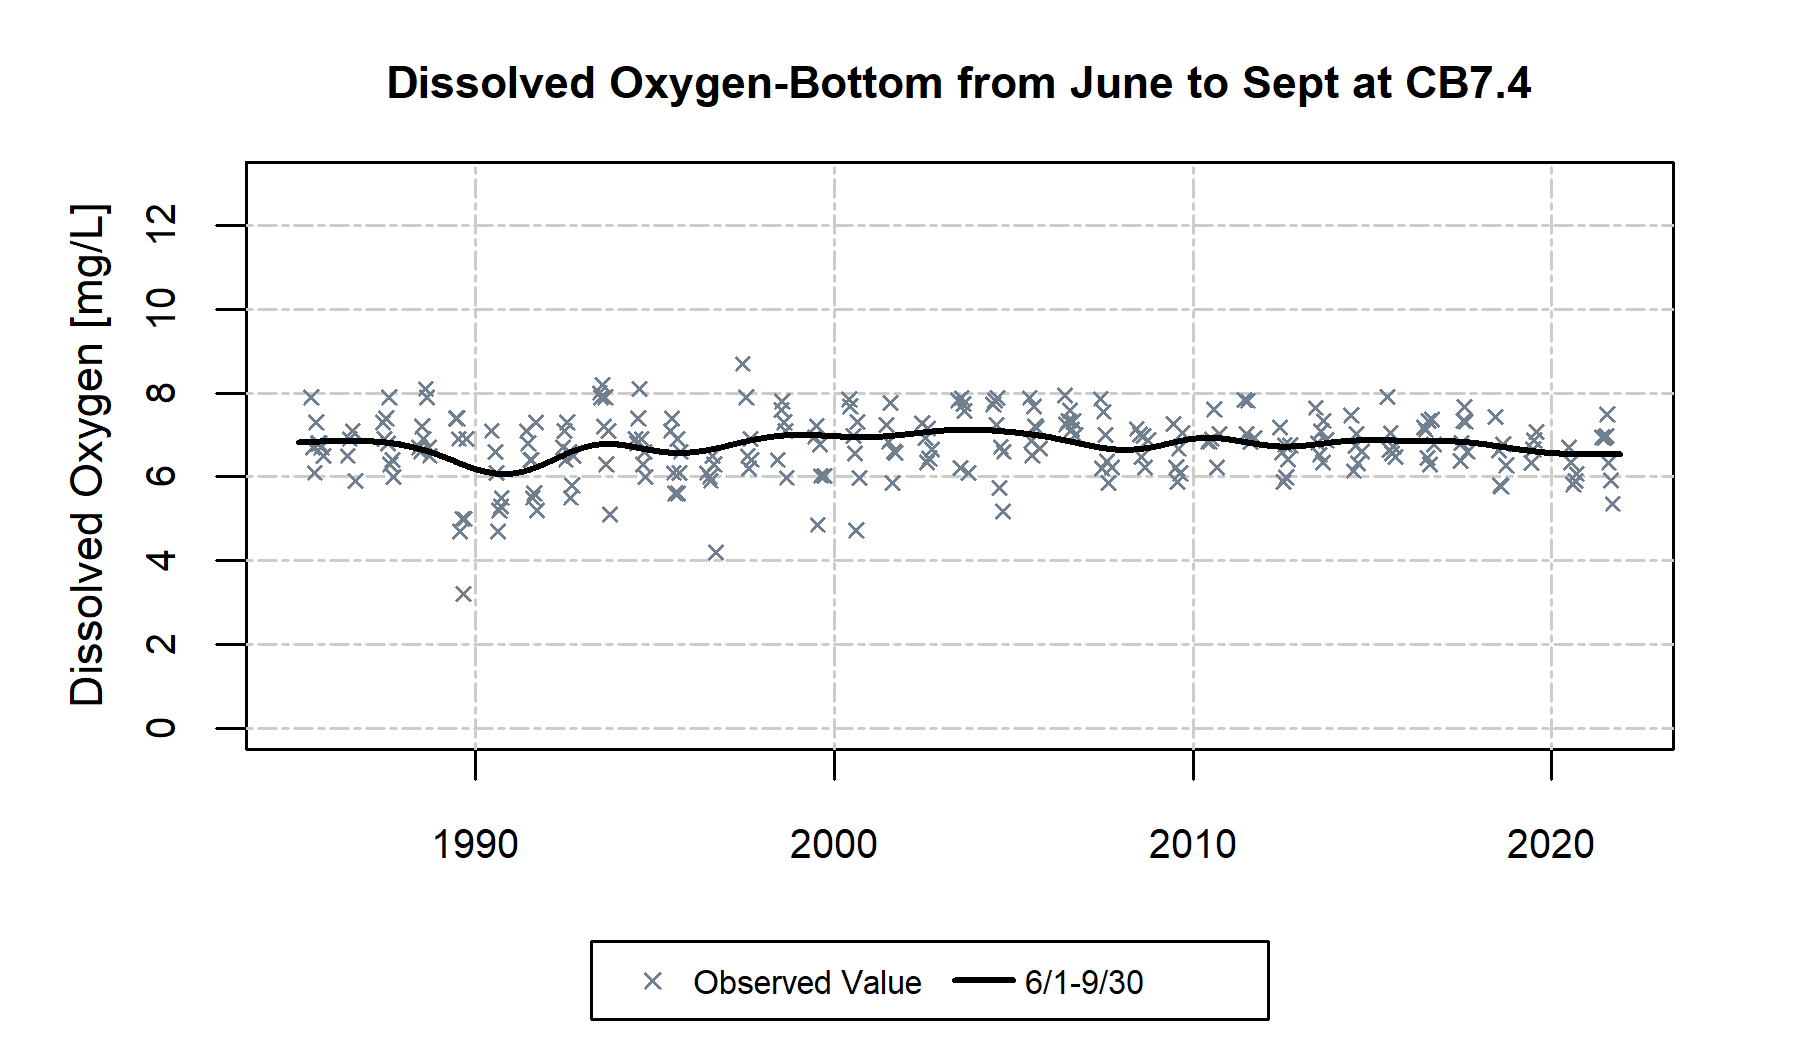 Dissolved Oxygen-Bottom from June to Sept at CB7.4
Dissolved Oxygen [mg/L]
12
10
8
6
4
2
0
1990 2000 2010 2020
Observed Value 6/1-9/30